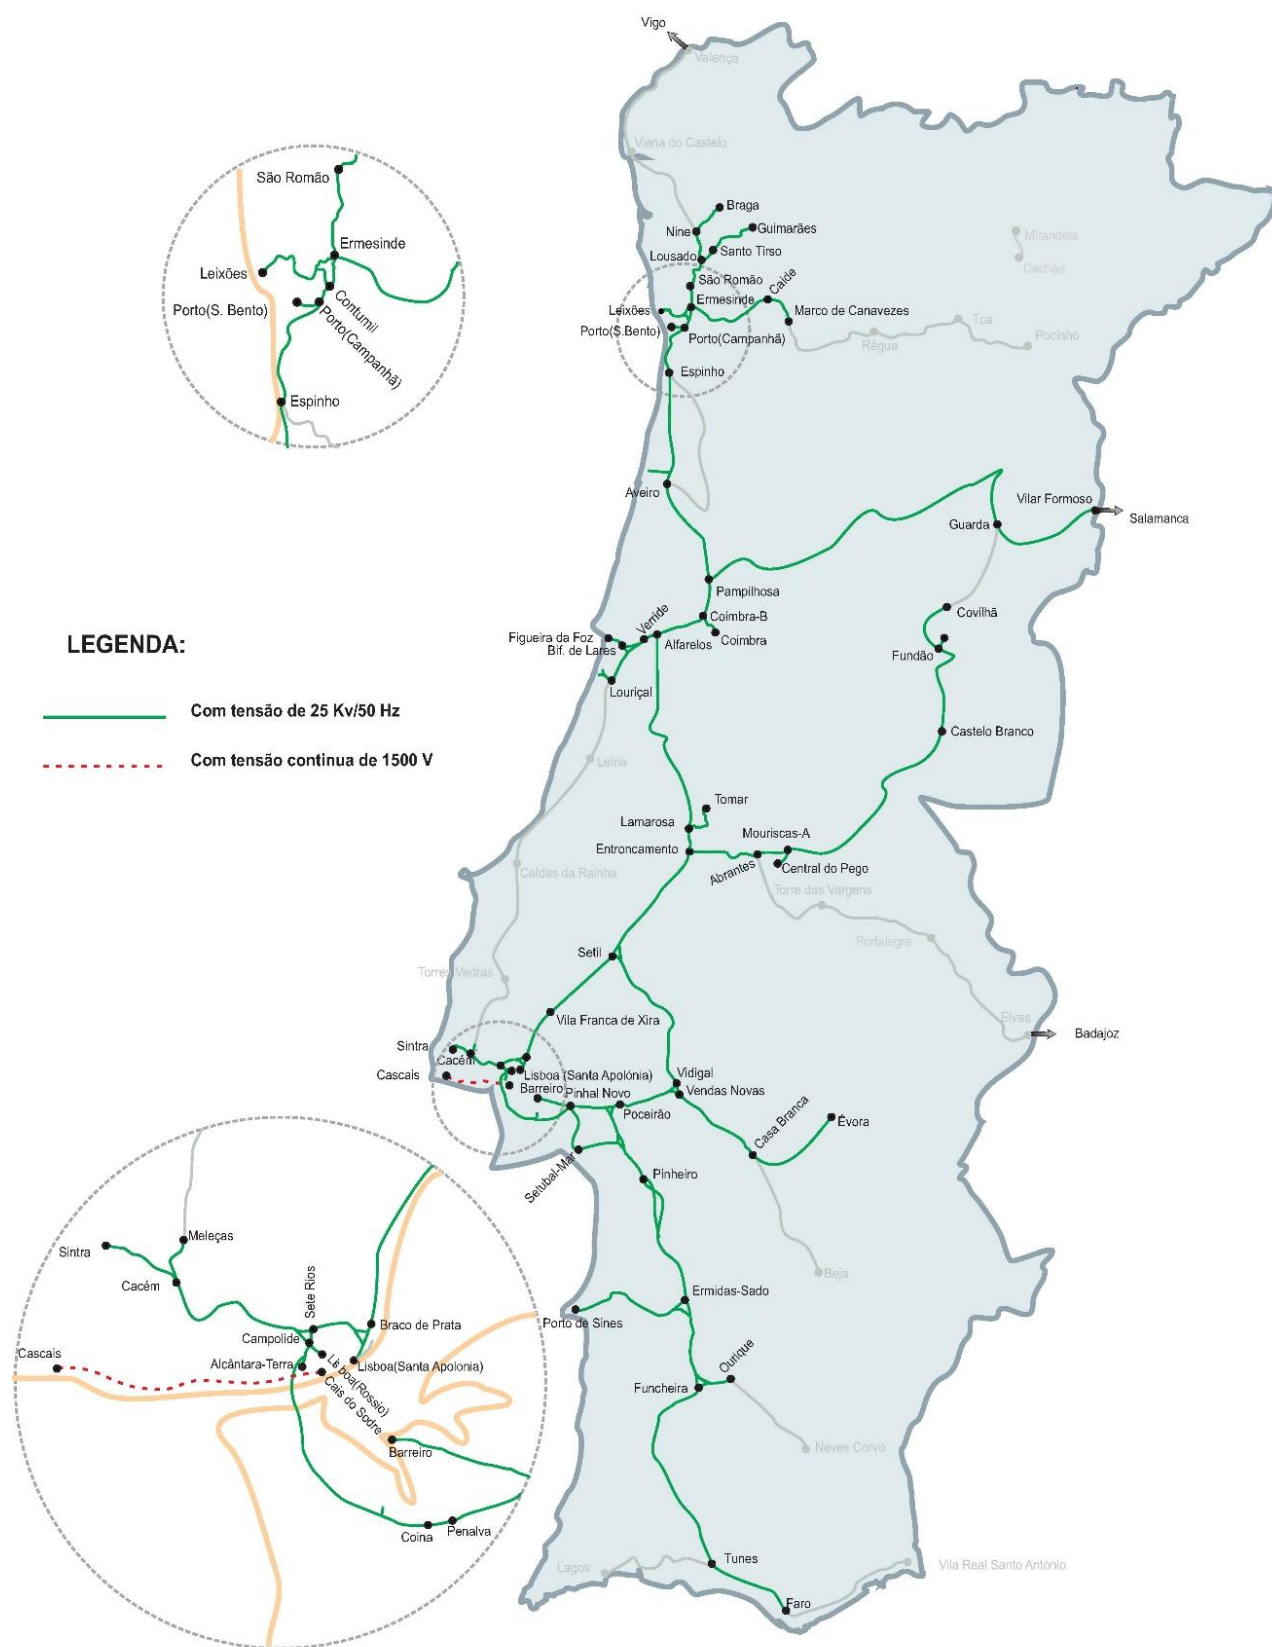 Vigo
Valença
Viana do Castelo
Braga
Nine
Guimarães
Lousado
Santo Tirso
Mirandela
Cachão
São Romão
Caíde
Leixões
Ermesinde
Marco de Canavezes
Porto(S.Bento)
Porto(Campanhã)
Tua
Régua
Pocinho
Espinho
São Romão
Ermesinde
Leixões
Contumil
Porto(S. Bento)
Porto(Campanhã)
Espinho
Aveiro
Vilar Formoso
Salamanca
Guarda
Pampilhosa
Coimbra-B
Covilhã
Verride
Figueira da Foz
Bif. de Lares
Alfarelos
Coimbra
Fundão
Louriçal
LEGENDA:
Com tensão de 25 Kv/50 Hz
Com tensão continua de 1500 V
Castelo Branco
Leiria
Tomar
Lamarosa
Mouriscas-A
Entroncamento
Abrantes
Central do Pego
Caldas da Rainha
Torre das Vargens
Portalegre
Setil
Torres Vedras
Vila Franca de Xira
Elvas
Badajoz
Sintra
Cacém
Cascais
Lisboa (Santa Apolónia)
Barreiro
Vidigal
Pinhal Novo
Vendas Novas
Poceirão
Casa Branca
Évora
Setubal-Mar
Pinheiro
Beja
Ermidas-Sado
Porto de Sines
Ourique
Funcheira
Neves Corvo
Tunes
Lagos
Vila Real Santo António
Faro
Meleças
Sintra
Cacém
Sete Rios
Braco de Prata
Campolide
Cascais
Alcântara-Terra
Lisboa(Rossio)
Lisboa(Santa Apolonia)
Cais do Sodre
Barreiro
Coina
Penalva